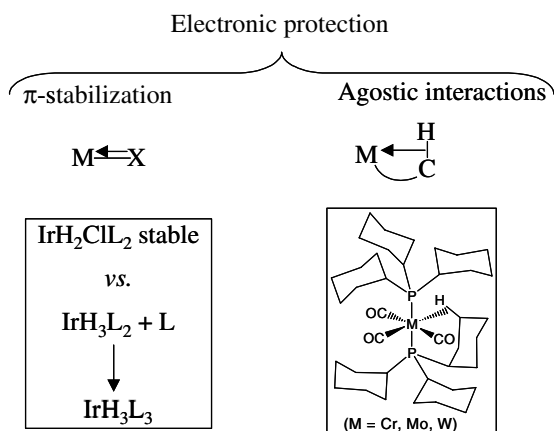 Electronic protection
π-stabilization
Agostic interactions
M X
H
M
C
IrH₂ClL₂ stable
vs.
IrH₃L₂ + L
IrH₃L₃
P
H
OC
M
OC
CO
P
(M = Cr, Mo, W)